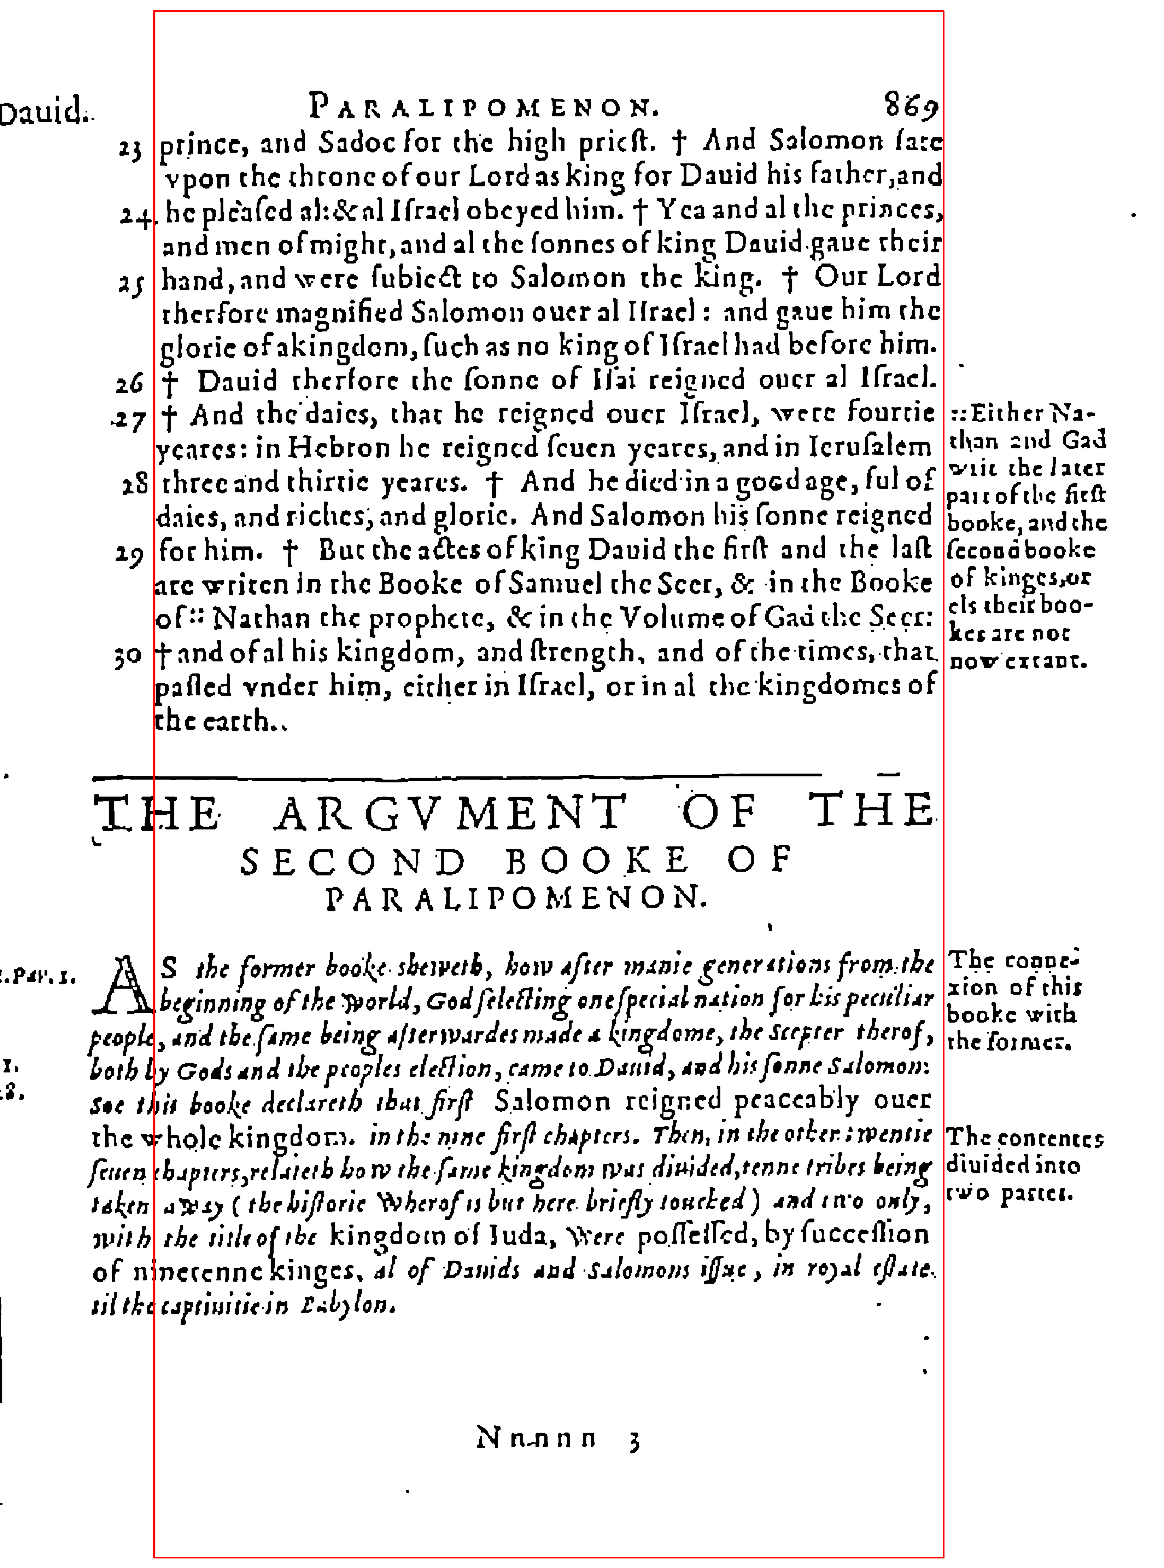 Dauid.
PARALIPOMENON. 869
23 prince, and Sadoc for the high prieſt. † And Salomon ſate
vpon the throne of our Lord as king for Dauid his father, and
24 he pleaſed al: & al Iſrael obeyed him. † Yea and al the princes,
and men of might, and al the ſonnes of king Dauid gaue their
25 hand, and were ſubiect to Salomon the king. † Our Lord
therfore magnified Salomon ouer al Iſrael: and gaue him the
glorie of a kingdom, ſuch as no king of Iſrael had before him.
26 † Dauid therfore the ſonne of Iſai reigned ouer al Iſrael.
27 † And the daies, that he reigned ouer Iſrael, were fourtie
yeares: in Hebron he reigned ſeuen yeares, and in Ieruſalem
28 three and thirtie yeares. † And he died in a good age, ful of
daies, and riches, and glorie. And Salomon his ſonne reigned
29 for him. † But the actes of king Dauid the firſt and the laſt
are writen in the Booke of Samuel the Seer, & in the Booke
of :: Nathan the prophete, & in the Volume of Gad the Seer:
30 † and of al his kingdom, and ſtrength, and of the times, that
paſſed vnder him, either in Iſrael, or in al the kingdomes of
the earth.
:: Either Na-
than and Gad
writ the later
part of the firſt
booke, and the
ſecond booke
of kinges, or
els their boo-
kes are not
now extant.
THE ARGVMENT OF THE
SECOND BOOKE OF
PARALIPOMENON.
.Par. 1.
1.
28.
AS the former booke sheweth, how after manie generations from the
beginning of the world, God ſelecting one ſpecial nation for his peculiar
people, and the ſame being afterwardes made a kingdome, the scepter therof,
both by Gods and the peoples election, came to Dauid, and his ſonne Salomon:
Soe this booke declareth that firſt Salomon reigned peaceably ouer
the whole kingdom. in the nine firſt chapters. Then, in the other twentie
ſeuen chapters, relateth how the ſame kingdom was diuided, tenne tribes being
taken away (the hiſtorie wherof is but here briefly touched) and two only,
with the title of the kingdom of Iuda, were poſſeſſed, by ſucceſſion
of ninetenne kinges, al of Dauids and Salomons iſſue, in royal eſtate.
til the captiuitie in Babylon.
The conne-
xion of this
booke with
the former.
The contentes
diuided into
two partes.
Nnnnn 3